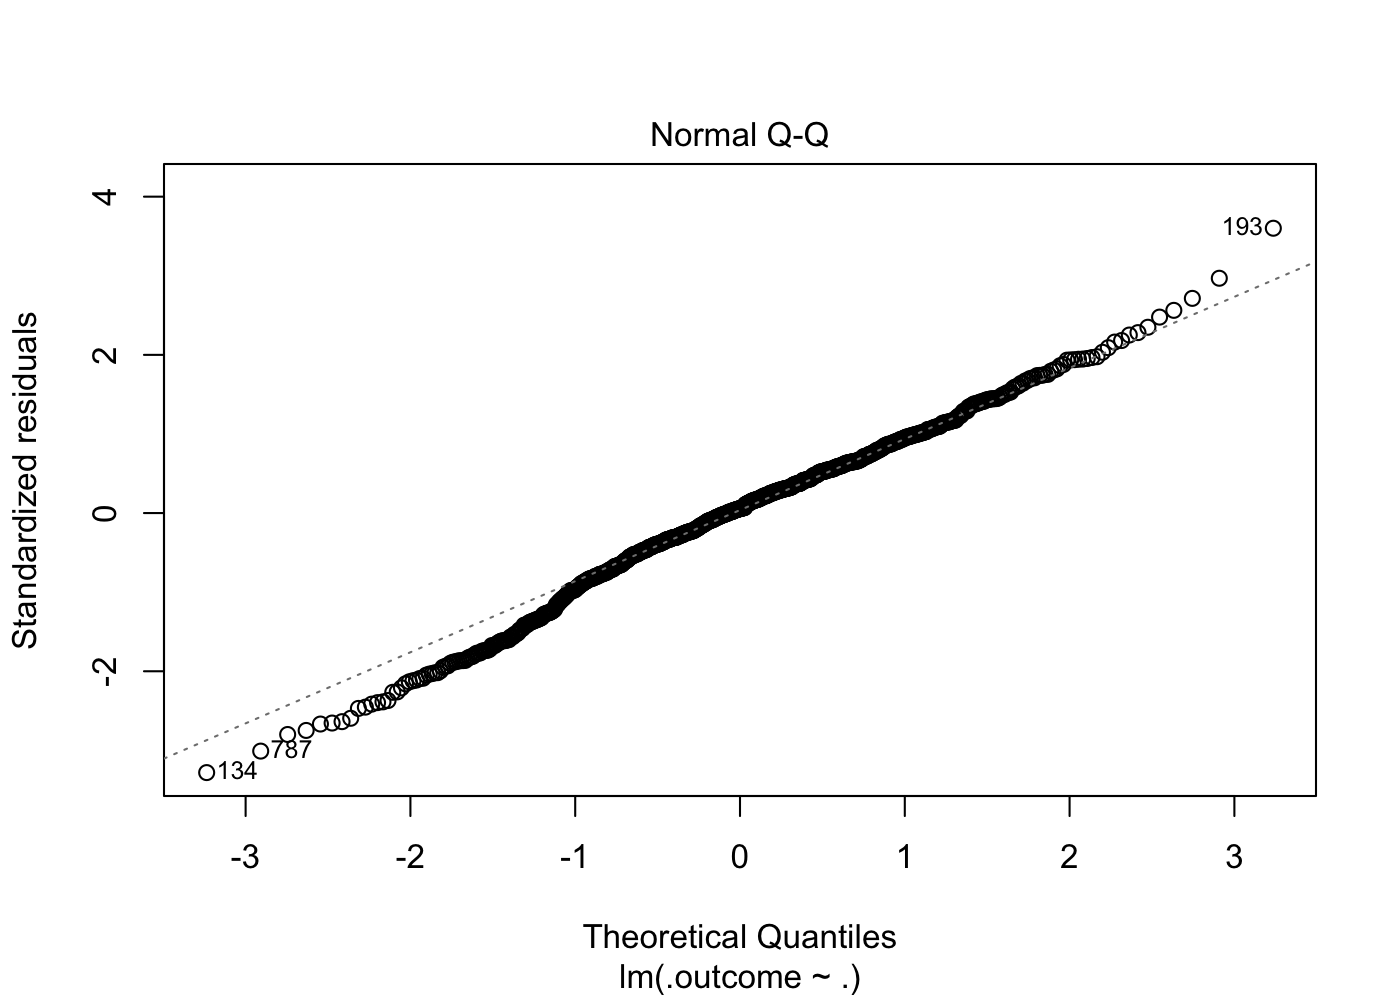 Normal Q-Q
Standardized residuals
4
2
0
-2
193
787
134
-3 -2 -1 0 1 2 3
Theoretical Quantiles
lm(.outcome ~ .)